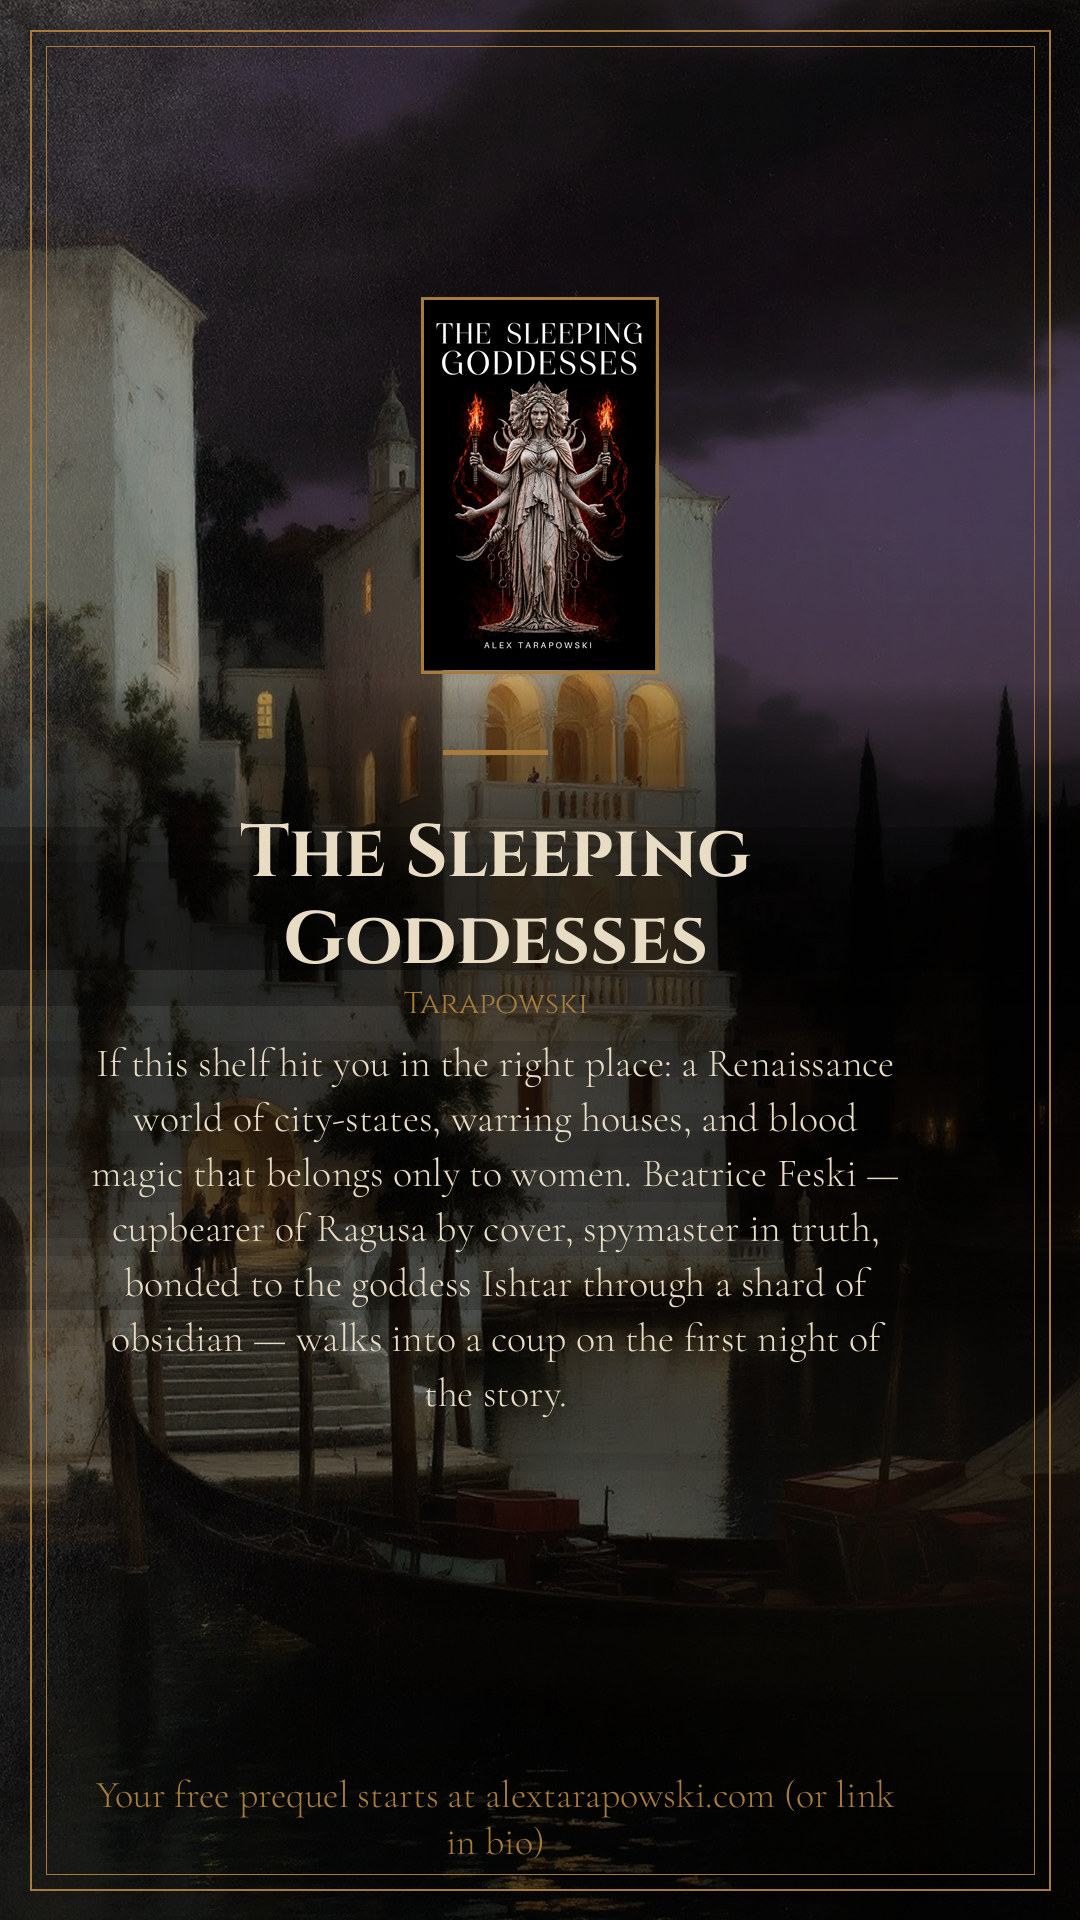 THE SLEEPING
GODDESSES
ALEX TARAPOWSKI
The Sleeping
Goddesses
Tarapowski
If this shelf hit you in the right place: a Renaissance
world of city-states, warring houses, and blood
magic that belongs only to women. Beatrice Feski —
cupbearer of Ragusa by cover, spymaster in truth,
bonded to the goddess Ishtar through a shard of
obsidian — walks into a coup on the first night of
the story.
Your free prequel starts at alextarapowski.com (or link
in bio)